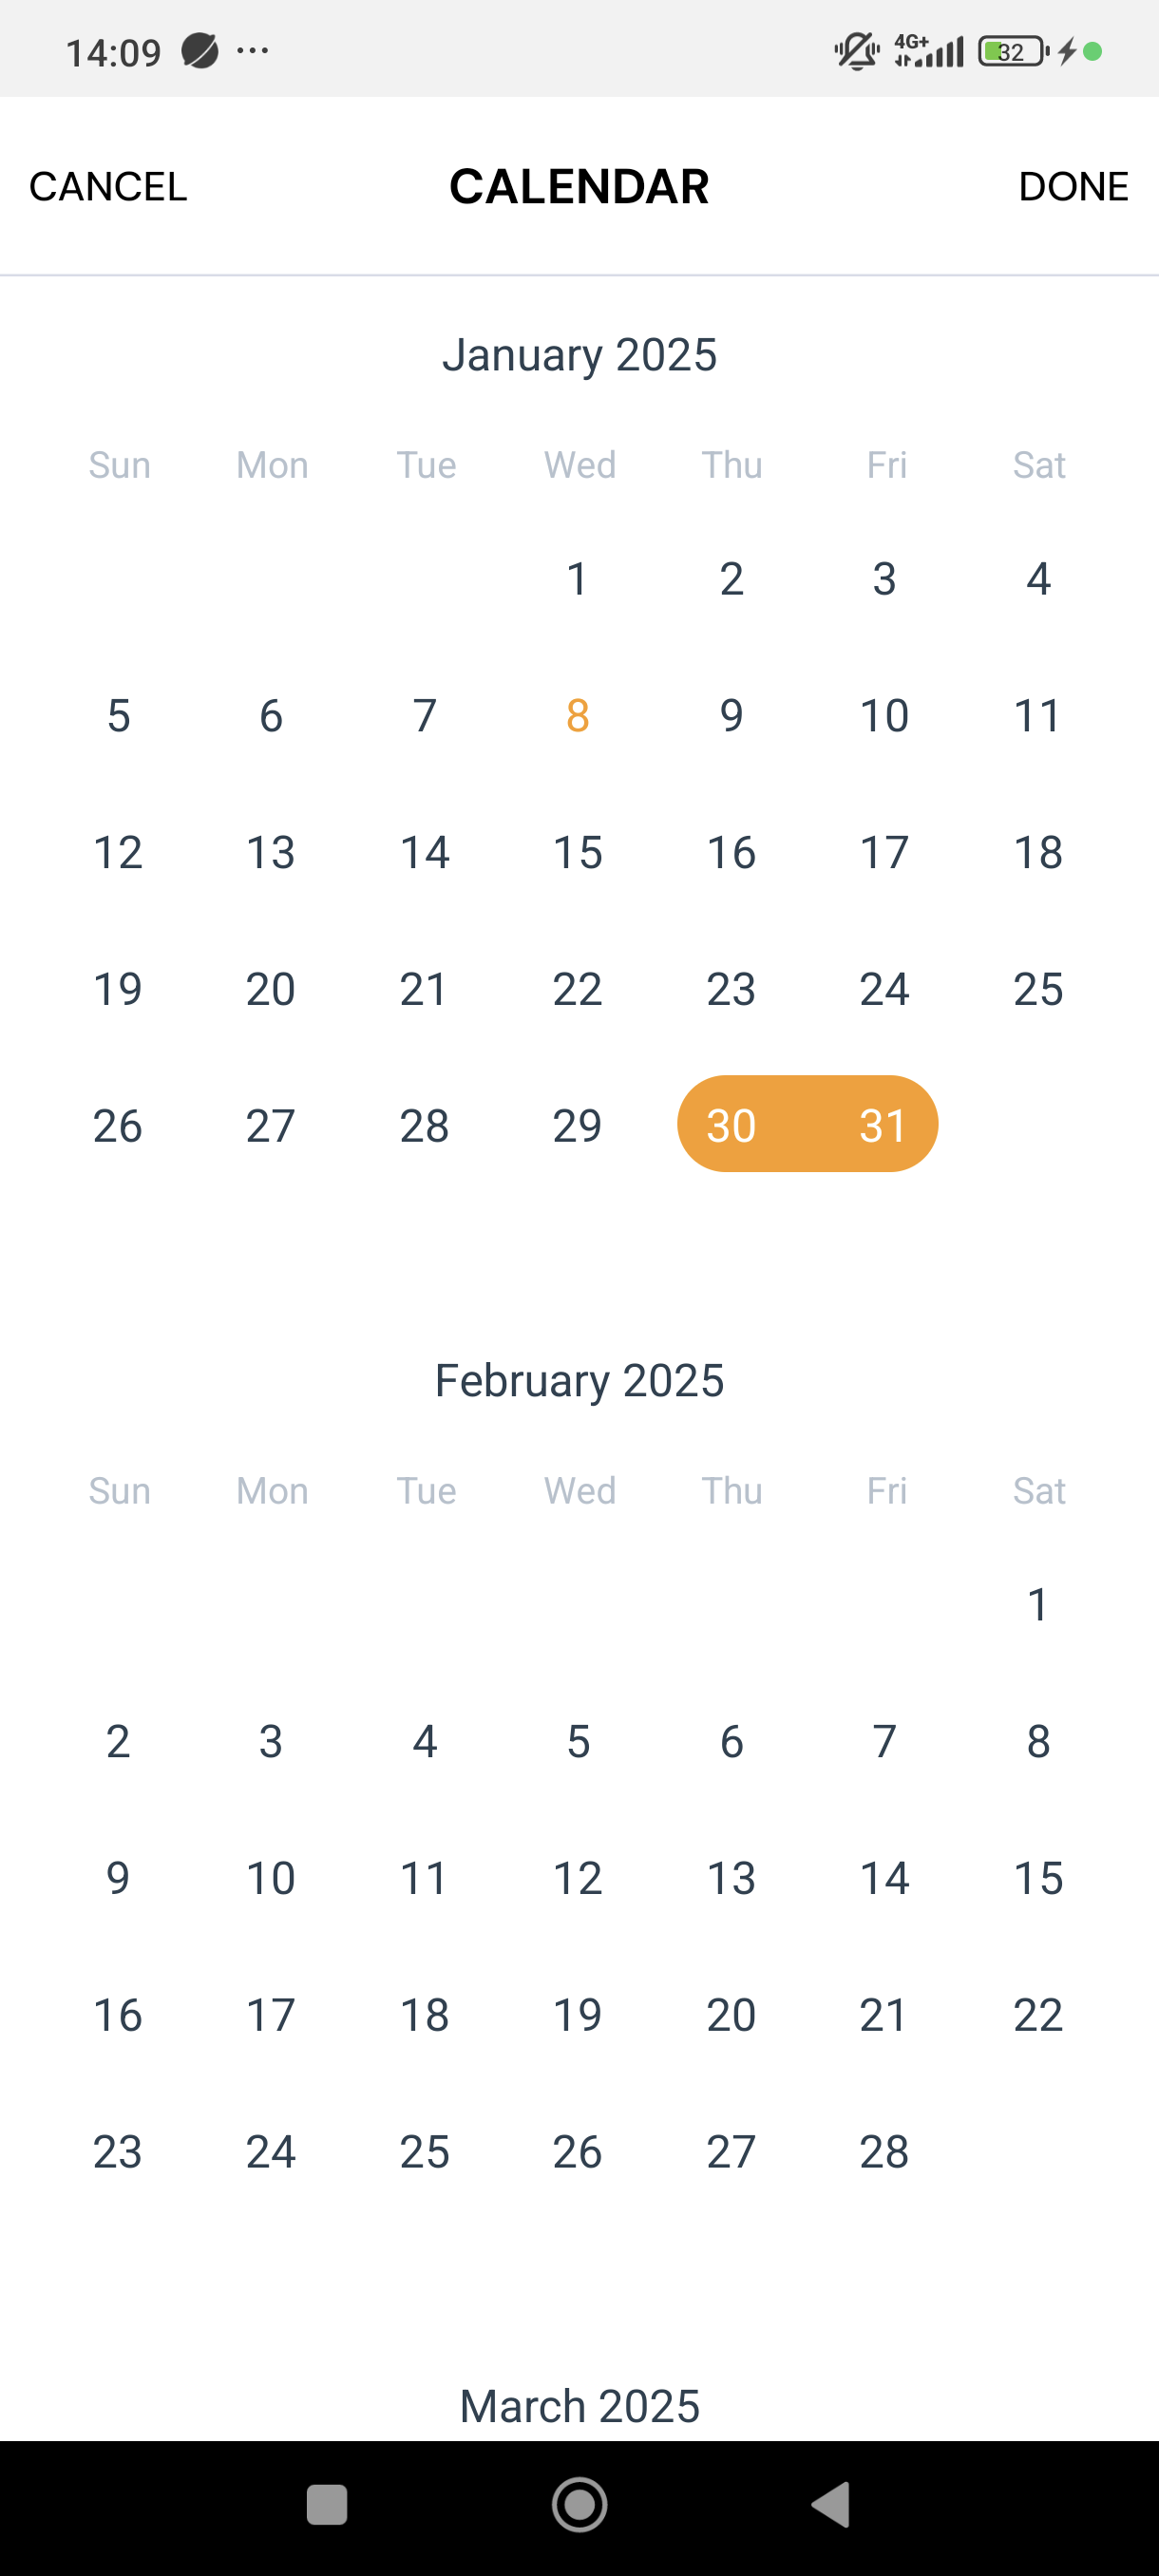 14:09 ... 4G+ 32
CANCEL CALENDAR DONE
January 2025
Sun Mon Tue Wed Thu Fri Sat
1 2 3 4
5 6 7 8 9 10 11
12 13 14 15 16 17 18
19 20 21 22 23 24 25
26 27 28 29 30 31
February 2025
Sun Mon Tue Wed Thu Fri Sat
1
2 3 4 5 6 7 8
9 10 11 12 13 14 15
16 17 18 19 20 21 22
23 24 25 26 27 28
March 2025